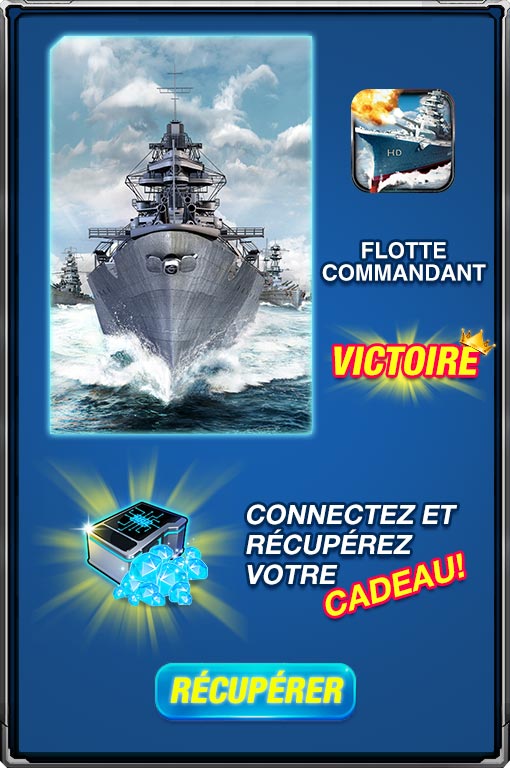 HD
FLOTTE
COMMANDANT
VICTOIRE
CONNECTEZ ET
RÉCUPÉREZ
VOTRE
CADEAU!
RÉCUPÉRER